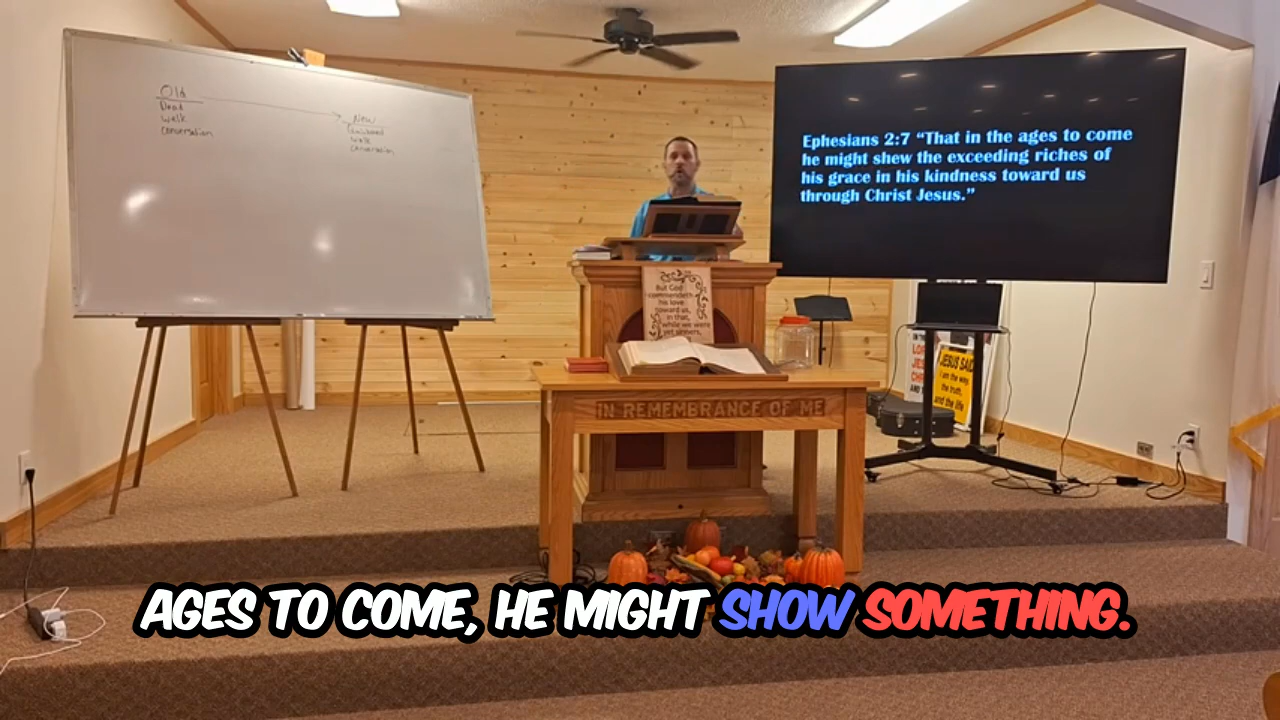 Old
Dead
Walk
Conversation
New
Quickened
Walk
Conversation
Ephesians 2:7 “That in the ages to come
he might shew the exceeding riches of
his grace in his kindness toward us
through Christ Jesus.”
But God
commendeth
his love
toward us,
in that,
while we were
yet sinners,
IN REMEMBRANCE OF ME
JESUS SAID
I am the way,
the truth,
and the life
AGES TO COME, HE MIGHT SHOW SOMETHING.